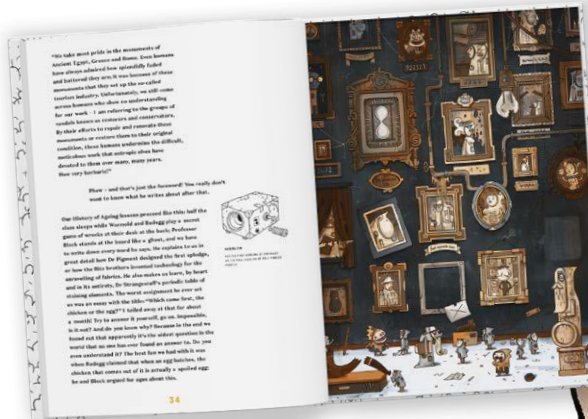 "We take most pride in the monuments of
Ancient Egypt, Greece and Rome. Even humans
have always admired how splendidly faded
and battered they are; it was because of these
monuments that they set up the so-called
tourism industry. Unfortunately, we still come
across humans who show no understanding
for our work – I am referring to the groups of
vandals known as restorers and conservators.
By their efforts to repair and renovate these
monuments or restore them to their original
condition, these humans undermine the difficult,
meticulous work that entropic elves have
devoted to them over many, many years.
How very barbaric!"
Phew – and that's just the foreword! You really don't
want to know what he writes about after that.
Our History of Ageing lessons proceed like this: half the
class sleeps while Wormold and Rudogg play a secret
game of wrecks at their desk at the back; Professor
Block stands at the board like a ghost, and we have
to write down every word he says. He explains to us in
great detail how Dr Pigment designed the first splodge,
or how the Nite brothers invented technology for the
unravelling of fabrics. He also makes us learn, by heart
and in its entirety, Dr Strangestaff's periodic table of
staining elements. The worst assignment he ever set
us was an essay with the title: "Which came first, the
chicken or the egg?" I toiled away at that for about
a month! Try to answer it yourself, go on. Impossible,
is it not? And do you know why? Because in the end we
found out that apparently it's the oldest question in the
world that no one has ever found an answer to. Do you
even understand it? The best fun we had with it was
when Rudogg claimed that when an egg hatches, the
chicken that comes out of it is actually a spoiled egg;
he and Block argued for ages about this.
34